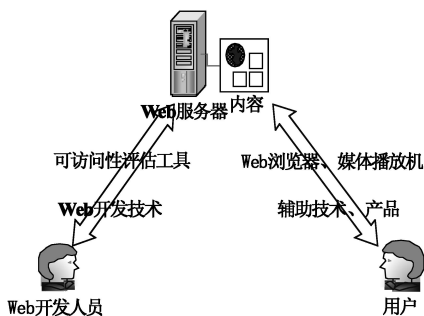 Web服务器
内容
可访问性评估工具
Web浏览器、媒体播放机
Web开发技术
辅助技术、产品
Web开发人员
用户